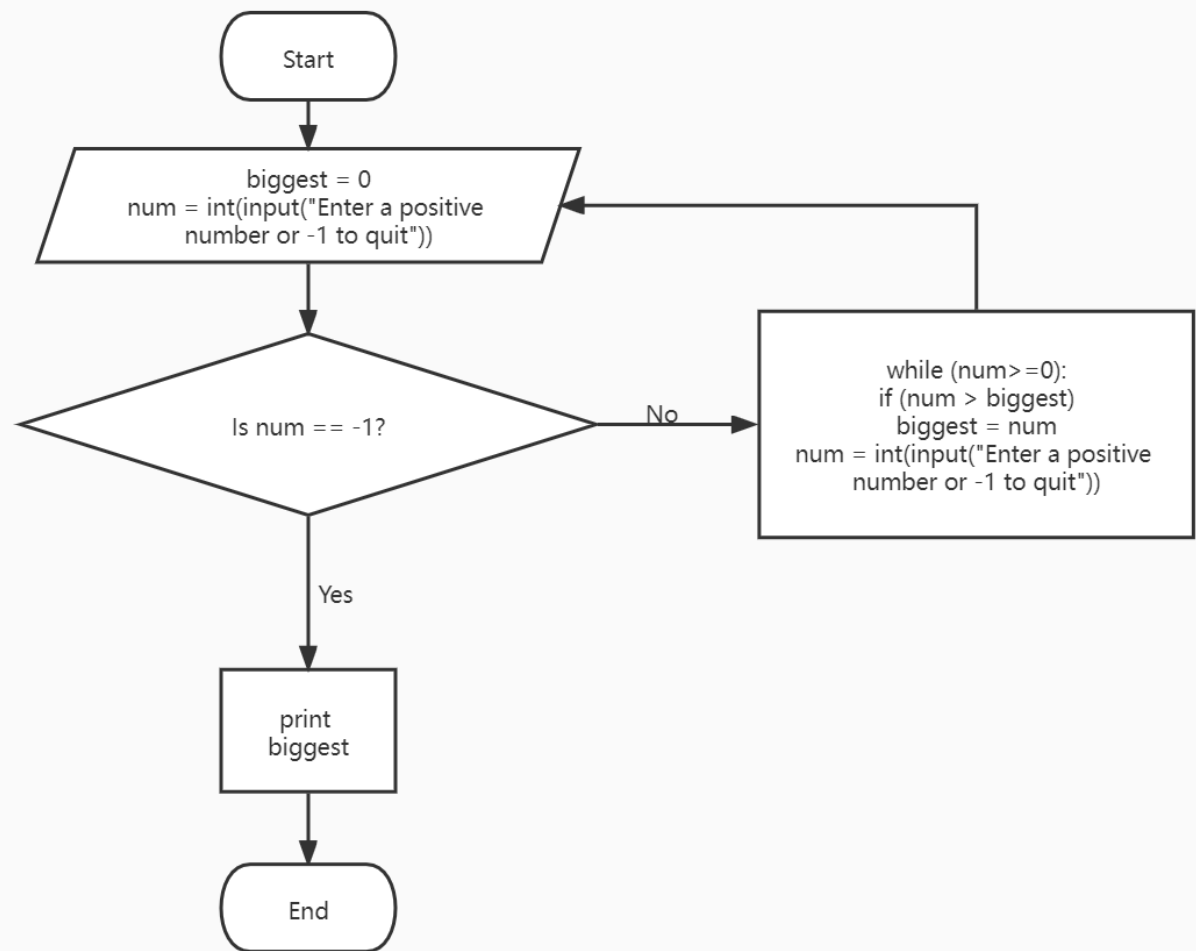 Start
biggest = 0
num = int(input("Enter a positive
number or -1 to quit"))
Is num == -1?
No
while (num>=0):
if (num > biggest)
biggest = num
num = int(input("Enter a positive
number or -1 to quit"))
Yes
print
biggest
End